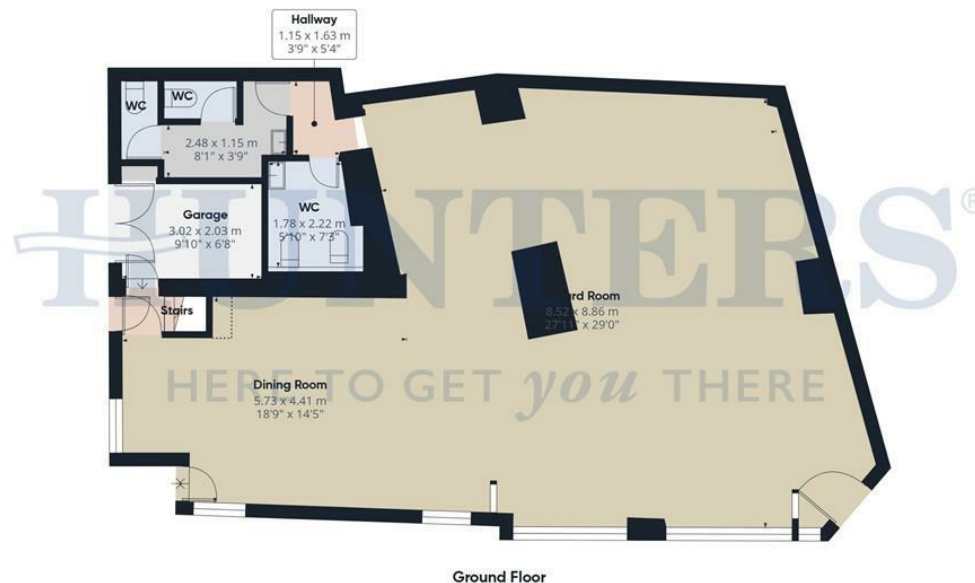 Hallway
1.15 x 1.63 m
3'9" x 5'4"
WC
WC
2.48 x 1.15 m
8'1" x 3'9"
Garage
3.02 x 2.03 m
9'10" x 6'8"
WC
1.78 x 2.22 m
5'10" x 7'3"
HUNTERS®
Stairs
Room
8.52 x 8.86 m
27'11" x 29'0"
Dining Room
5.73 x 4.41 m
18'9" x 14'5"
HERE TO GET you THERE
Ground Floor